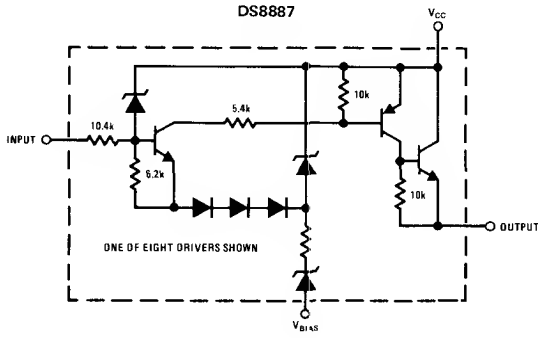 DS8887
VCC
10k
5.4k
10.4k
INPUT
6.2k
10k
OUTPUT
ONE OF EIGHT DRIVERS SHOWN
VBIAS